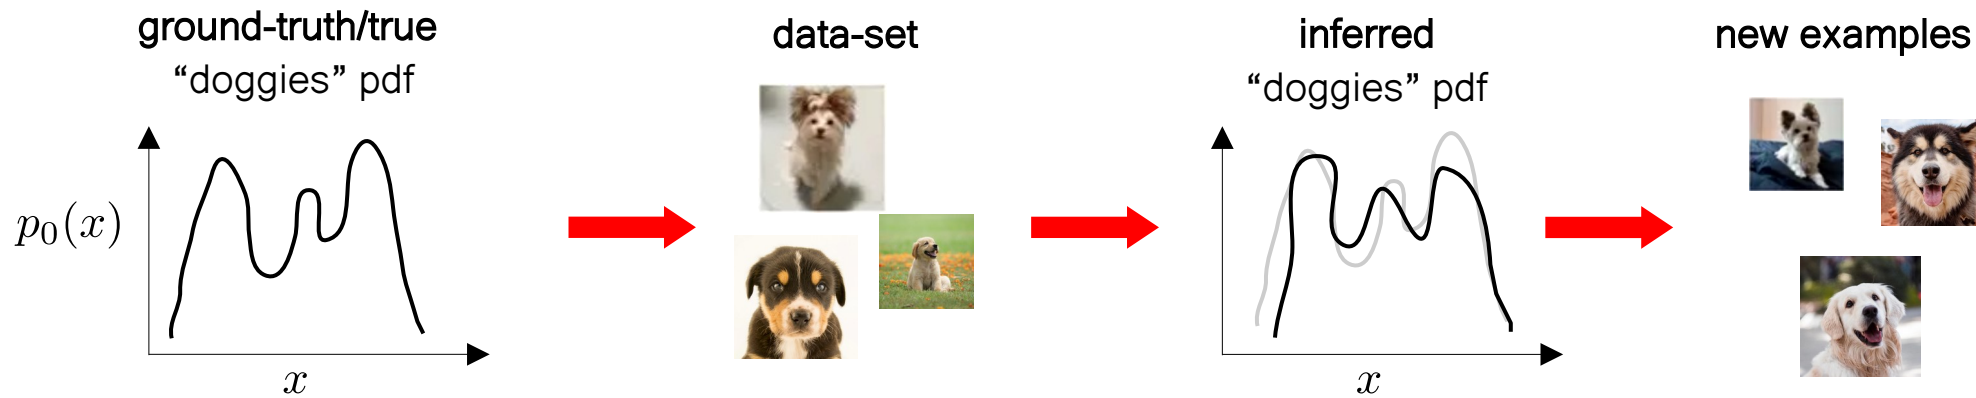 ground-truth/true
“doggies” pdf
p₀(x)
x
data-set
inferred
“doggies” pdf
x
new examples